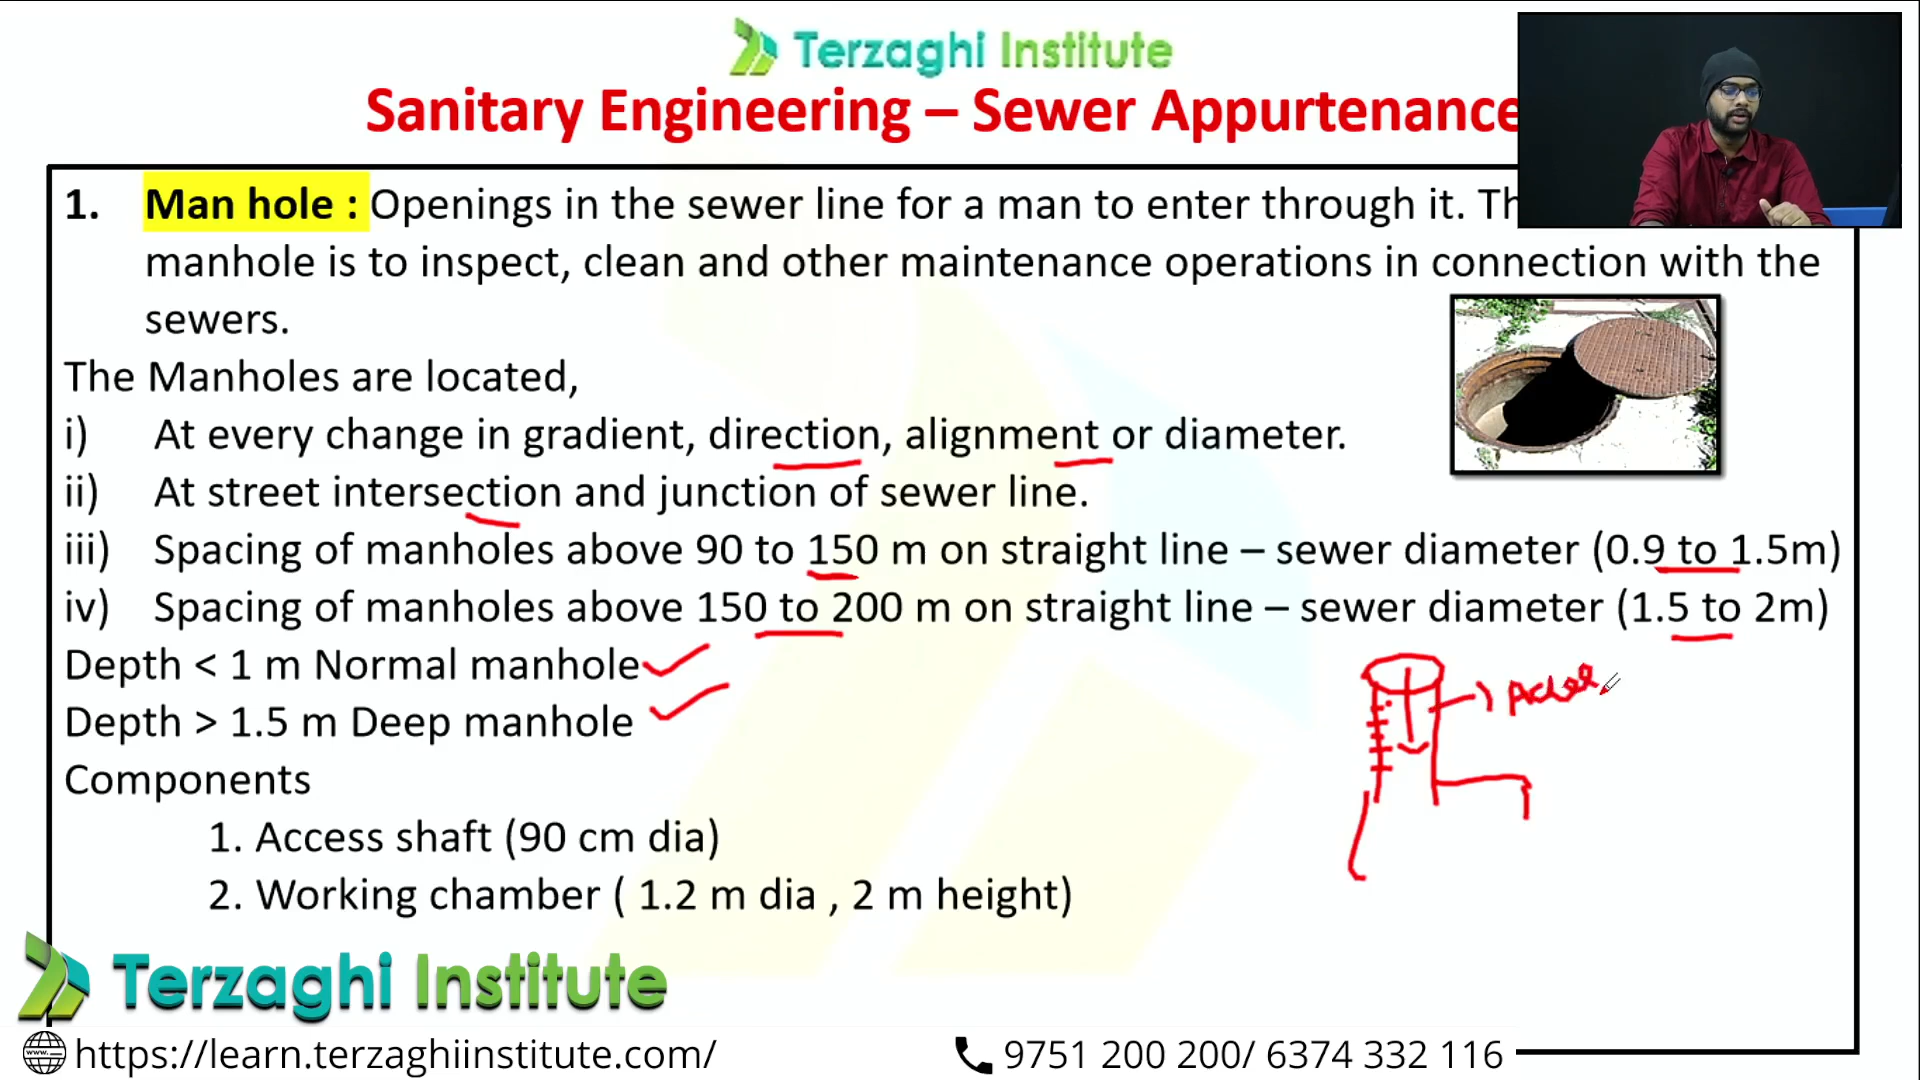 Terzaghi Institute
Sanitary Engineering – Sewer Appurtenance
1. Man hole : Openings in the sewer line for a man to enter through it. Th
manhole is to inspect, clean and other maintenance operations in connection with the
sewers.
The Manholes are located,
i) At every change in gradient, direction, alignment or diameter.
ii) At street intersection and junction of sewer line.
iii) Spacing of manholes above 90 to 150 m on straight line – sewer diameter (0.9 to 1.5m)
iv) Spacing of manholes above 150 to 200 m on straight line – sewer diameter (1.5 to 2m)
Depth < 1 m Normal manhole
Depth > 1.5 m Deep manhole
Components
1. Access shaft (90 cm dia)
2. Working chamber ( 1.2 m dia , 2 m height)
Terzaghi Institute
https://learn.terzaghiinstitute.com/
9751 200 200/ 6374 332 116